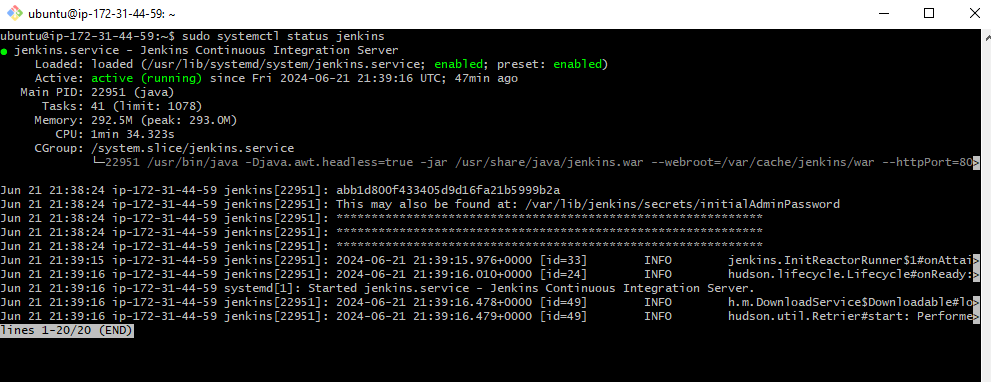 ubuntu@ip-172-31-44-59: ~
ubuntu@ip-172-31-44-59:~$ sudo systemctl status jenkins
● jenkins.service - Jenkins Continuous Integration Server
Loaded: loaded (/usr/lib/systemd/system/jenkins.service; enabled; preset: enabled)
Active: active (running) since Fri 2024-06-21 21:39:16 UTC; 47min ago
Main PID: 22951 (java)
Tasks: 41 (limit: 1078)
Memory: 292.5M (peak: 293.0M)
CPU: 1min 34.323s
CGroup: /system.slice/jenkins.service
└─22951 /usr/bin/java -Djava.awt.headless=true -jar /usr/share/java/jenkins.war --webroot=/var/cache/jenkins/war --httpPort=80>
Jun 21 21:38:24 ip-172-31-44-59 jenkins[22951]: abb1d800f433405d9d16fa21b5999b2a
Jun 21 21:38:24 ip-172-31-44-59 jenkins[22951]: This may also be found at: /var/lib/jenkins/secrets/initialAdminPassword
Jun 21 21:38:24 ip-172-31-44-59 jenkins[22951]: *************************************************************
Jun 21 21:38:24 ip-172-31-44-59 jenkins[22951]: *************************************************************
Jun 21 21:38:24 ip-172-31-44-59 jenkins[22951]: *************************************************************
Jun 21 21:39:15 ip-172-31-44-59 jenkins[22951]: 2024-06-21 21:39:15.976+0000 [id=33] INFO jenkins.InitReactorRunner$1#onAttai>
Jun 21 21:39:16 ip-172-31-44-59 jenkins[22951]: 2024-06-21 21:39:16.010+0000 [id=24] INFO hudson.lifecycle.Lifecycle#onReady:>
Jun 21 21:39:16 ip-172-31-44-59 systemd[1]: Started jenkins.service - Jenkins Continuous Integration Server.
Jun 21 21:39:16 ip-172-31-44-59 jenkins[22951]: 2024-06-21 21:39:16.478+0000 [id=49] INFO h.m.DownloadService$Downloadable#lo>
Jun 21 21:39:16 ip-172-31-44-59 jenkins[22951]: 2024-06-21 21:39:16.479+0000 [id=49] INFO hudson.util.Retrier#start: Performe>
lines 1-20/20 (END)